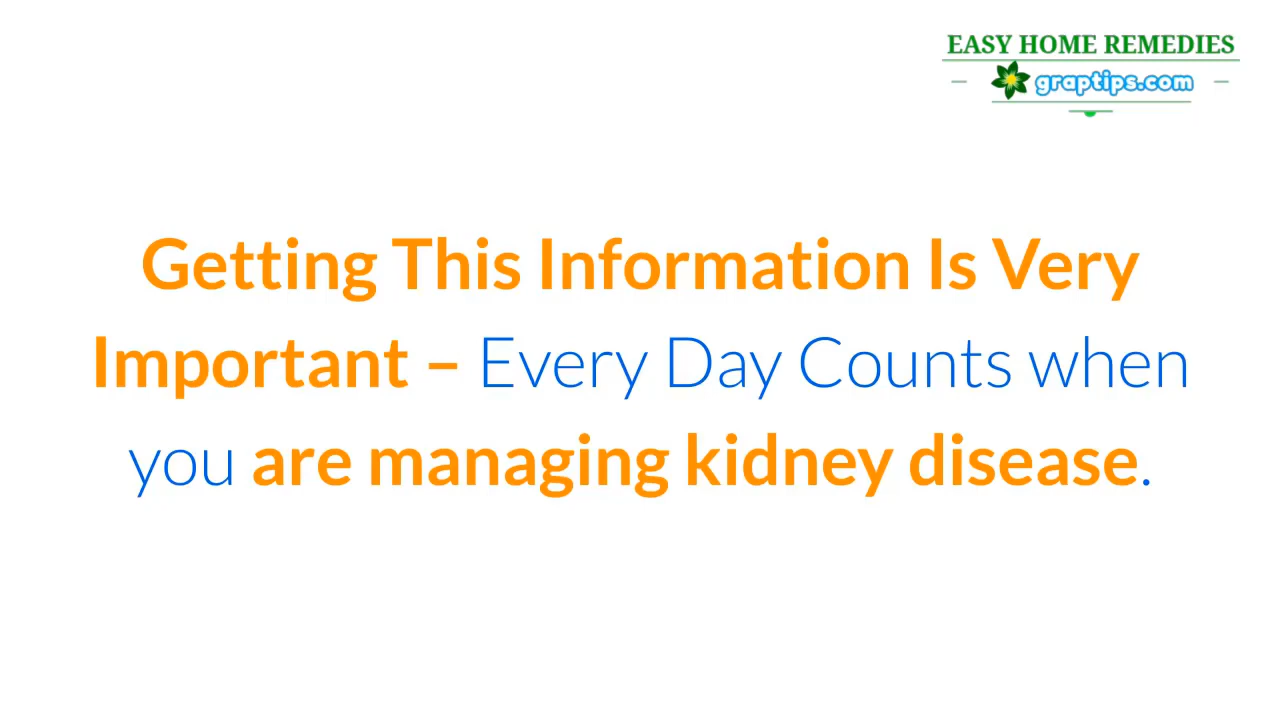 EASY HOME REMEDIES
graptips.com
Getting This Information Is Very
Important – Every Day Counts when
you are managing kidney disease.